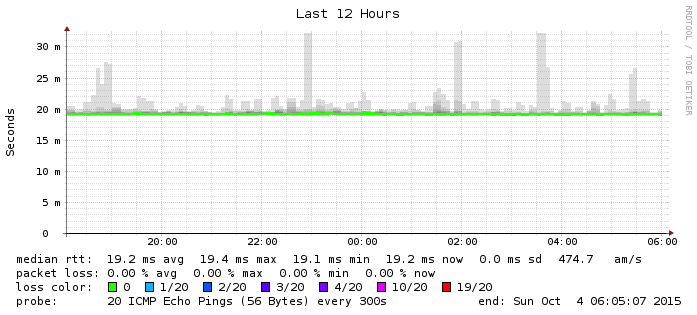 Last 12 Hours
RRDTOOL / TOBI OETIKER
Seconds
30 m
25 m
20 m
15 m
10 m
5 m
0
20:00 22:00 00:00 02:00 04:00 06:00
median rtt: 19.2 ms avg 19.4 ms max 19.1 ms min 19.2 ms now 0.0 ms sd 474.7 am/s
packet loss: 0.00 % avg 0.00 % max 0.00 % min 0.00 % now
loss color: 0 1/20 2/20 3/20 4/20 10/20 19/20
probe: 20 ICMP Echo Pings (56 Bytes) every 300s end: Sun Oct 4 06:05:07 2015